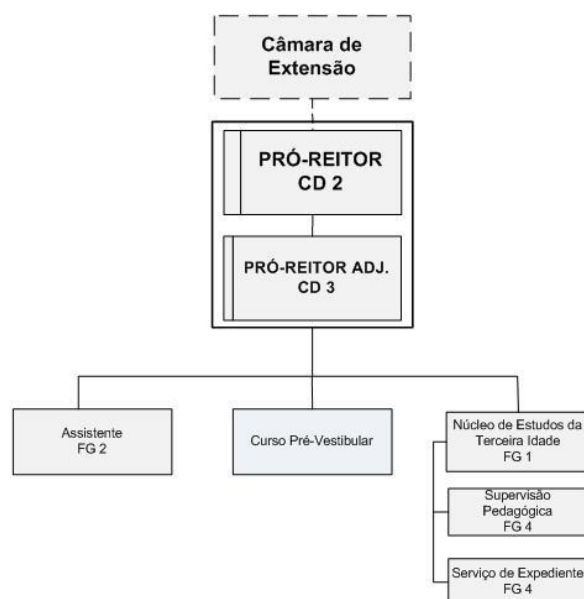 Câmara de
Extensão
PRÓ-REITOR
CD 2
PRÓ-REITOR ADJ.
CD 3
Assistente
FG 2
Curso Pré-Vestibular
Núcleo de Estudos da
Terceira Idade
FG 1
Supervisão
Pedagógica
FG 4
Serviço de Expediente
FG 4